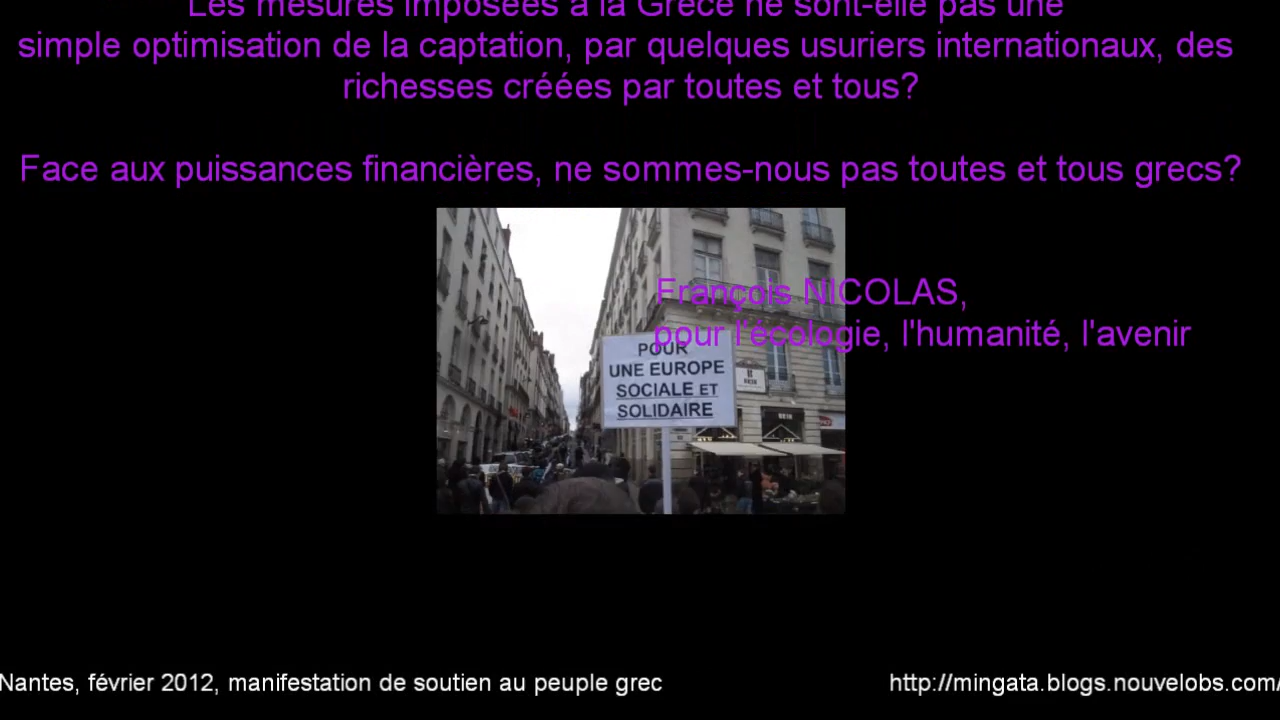 Les mesures imposées à la Grèce ne sont-elle pas une
simple optimisation de la captation, par quelques usuriers internationaux, des
richesses créées par toutes et tous?
Face aux puissances financières, ne sommes-nous pas toutes et tous grecs?
François NICOLAS,
pour l'écologie, l'humanité, l'avenir
POUR
UNE EUROPE
SOCIALE ET
SOLIDAIRE
Nantes, février 2012, manifestation de soutien au peuple grec
http://mingata.blogs.nouvelobs.com/